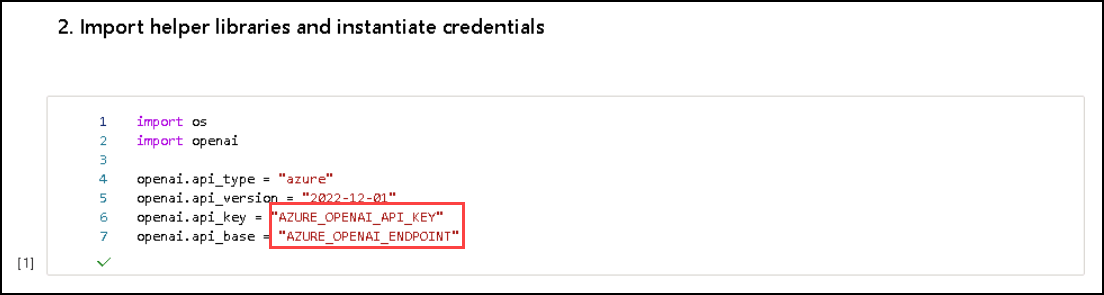 2. Import helper libraries and instantiate credentials
1 import os
2 import openai
3
4 openai.api_type = "azure"
5 openai.api_version = "2022-12-01"
6 openai.api_key = "AZURE_OPENAI_API_KEY"
7 openai.api_base = "AZURE_OPENAI_ENDPOINT"
[1]